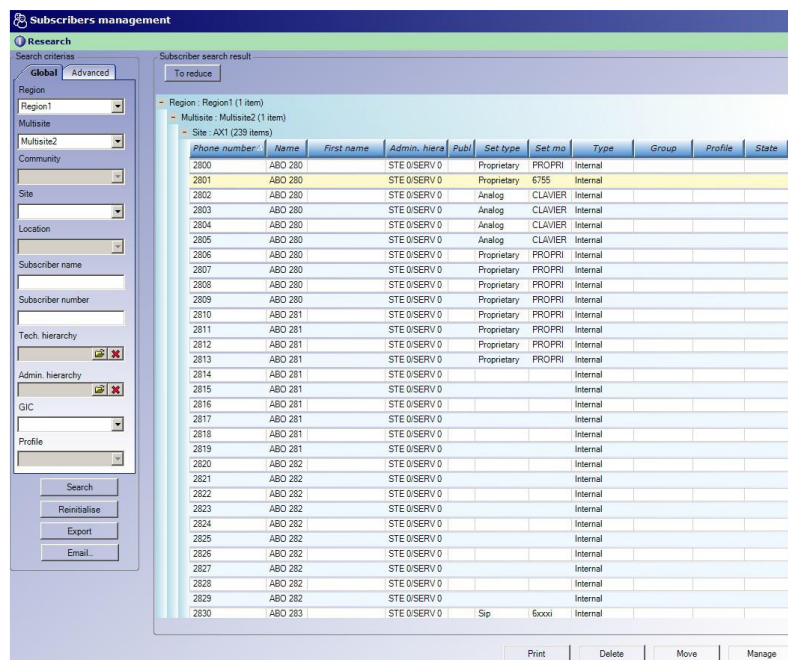 Subscribers management
Research
Search criterias
Global Advanced
Region
Region1
Multisite
Multisite2
Community
Site
Location
Subscriber name
Subscriber number
Tech. hierarchy
Admin. hierarchy
GIC
Profile
Search
Reinitialise
Export
Email..
Subscriber search result
To reduce
Region : Region1 (1 item)
Multisite : Multisite2 (1 item)
Site : AX1 (239 items)
Phone number Name First name Admin. hiera Publ Set type Set mo Type Group Profile State
2800 ABO 280 STE 0/SERV 0 Proprietary PROPRI Internal
2801 ABO 280 STE 0/SERV 0 Proprietary 6755 Internal
2802 ABO 280 STE 0/SERV 0 Analog CLAVIER Internal
2803 ABO 280 STE 0/SERV 0 Analog CLAVIER Internal
2804 ABO 280 STE 0/SERV 0 Analog CLAVIER Internal
2805 ABO 280 STE 0/SERV 0 Analog CLAVIER Internal
2806 ABO 280 STE 0/SERV 0 Proprietary PROPRI Internal
2807 ABO 280 STE 0/SERV 0 Proprietary PROPRI Internal
2808 ABO 280 STE 0/SERV 0 Proprietary PROPRI Internal
2809 ABO 280 STE 0/SERV 0 Proprietary PROPRI Internal
2810 ABO 281 STE 0/SERV 0 Proprietary PROPRI Internal
2811 ABO 281 STE 0/SERV 0 Proprietary PROPRI Internal
2812 ABO 281 STE 0/SERV 0 Proprietary PROPRI Internal
2813 ABO 281 STE 0/SERV 0 Proprietary PROPRI Internal
2814 ABO 281 STE 0/SERV 0 Internal
2815 ABO 281 STE 0/SERV 0 Internal
2816 ABO 281 STE 0/SERV 0 Internal
2817 ABO 281 STE 0/SERV 0 Internal
2818 ABO 281 STE 0/SERV 0 Internal
2819 ABO 281 STE 0/SERV 0 Internal
2820 ABO 282 STE 0/SERV 0 Internal
2821 ABO 282 STE 0/SERV 0 Internal
2822 ABO 282 STE 0/SERV 0 Internal
2823 ABO 282 STE 0/SERV 0 Internal
2824 ABO 282 STE 0/SERV 0 Internal
2825 ABO 282 STE 0/SERV 0 Internal
2826 ABO 282 STE 0/SERV 0 Internal
2827 ABO 282 STE 0/SERV 0 Internal
2828 ABO 282 STE 0/SERV 0 Internal
2829 ABO 282 STE 0/SERV 0 Internal
2830 ABO 283 STE 0/SERV 0 Sip 6xxxi Internal
Print Delete Move Manage